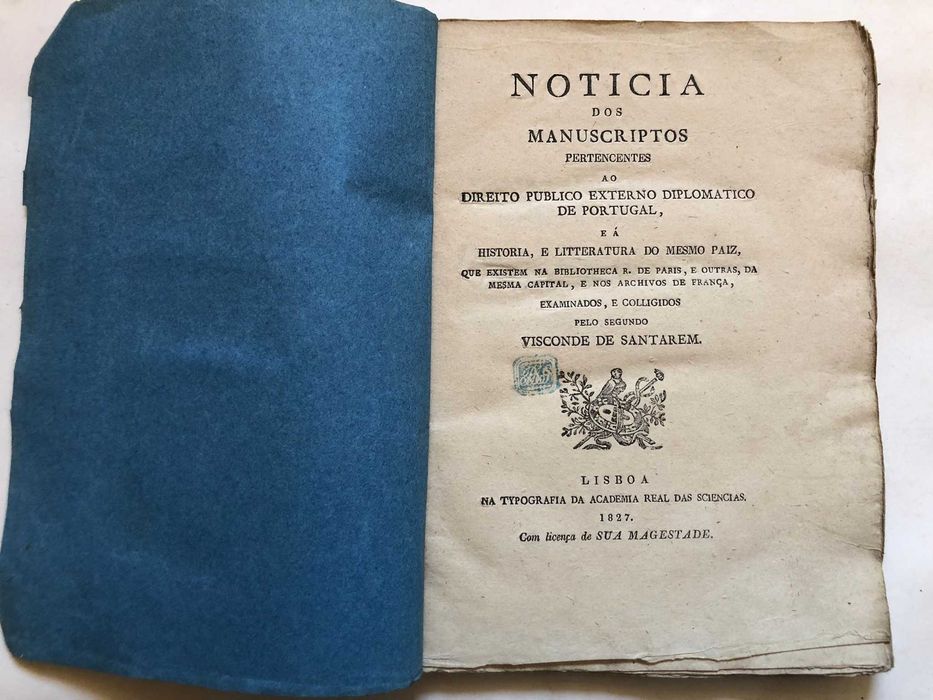 NOTICIA
DOS
MANUSCRIPTOS
PERTENCENTES
AO
DIREITO PUBLICO EXTERNO DIPLOMATICO
DE PORTUGAL,
E Á
HISTORIA, E LITTERATURA DO MESMO PAIZ,
QUE EXISTEM NA BIBLIOTHECA R. DE PARIS, E OUTRAS, DA
MESMA CAPITAL, E NOS ARCHIVOS DE FRANÇA,
EXAMINADOS, E COLLIGIDOS
PELO SEGUNDO
VISCONDE DE SANTAREM.
LISBOA
NA TYPOGRAFIA DA ACADEMIA REAL DAS SCIENCIAS.
1827.
Com licença de SUA MAGESTADE.